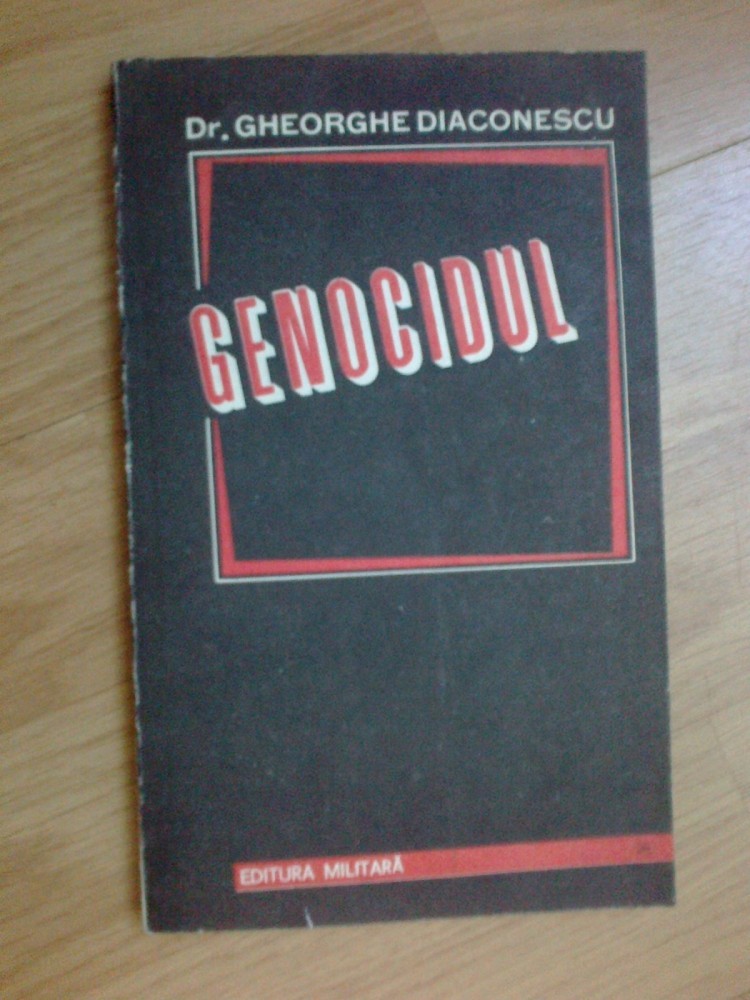 Dr. GHEORGHE DIACONESCU
GENOCIDUL
EDITURA MILITARĂ